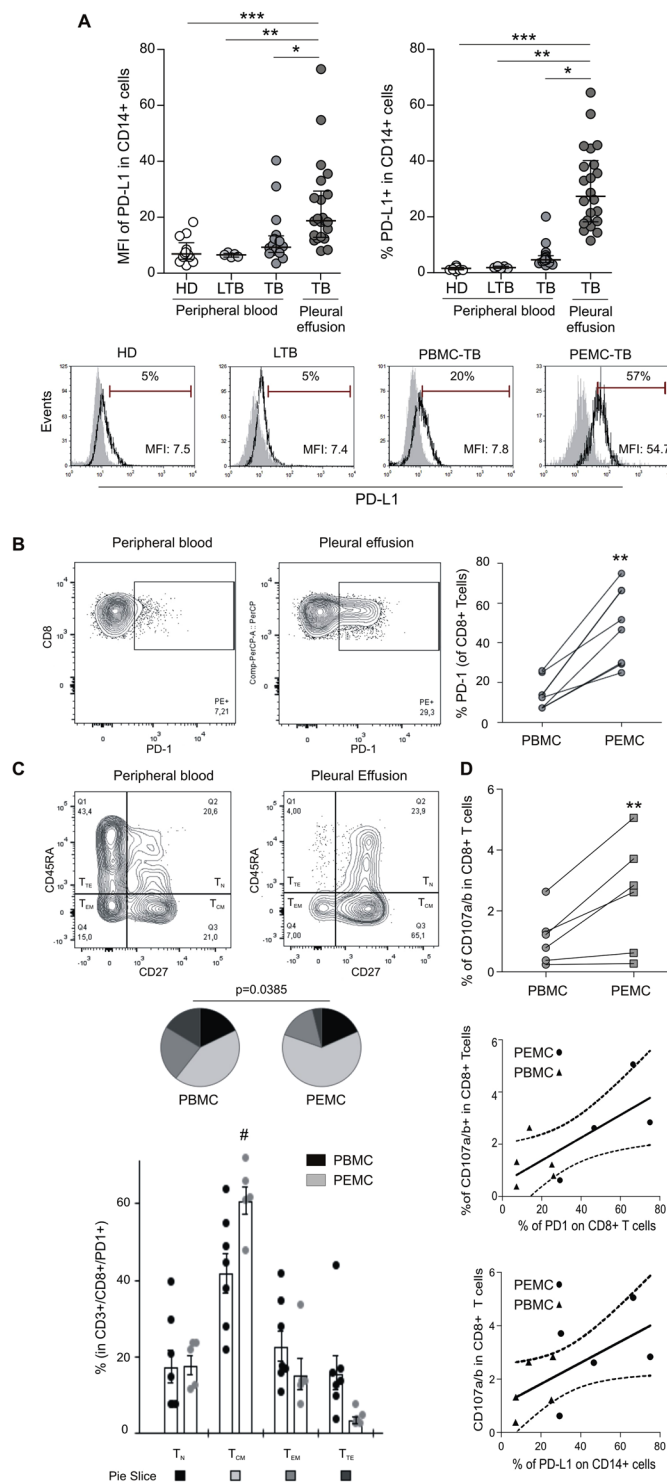 A
***
**
*
***
**
*
MFI of PD-L1 in CD14+ cells
80
60
40
20
0
HD LTB TB TB
Peripheral blood Pleural effusion
% PD-L1+ in CD14+ cells
80
60
40
20
0
HD LTB TB TB
Peripheral blood Pleural effusion
HD LTB PBMC-TB PEMC-TB
Events
5% 5% 20% 57%
MFI: 7.5 MFI: 7.4 MFI: 7.8 MFI: 54.7
PD-L1
B
Peripheral blood Pleural effusion
CD8
PE+
7,21
PD-1
Comp-PerCP-A :: PerCP
PE+
29,3
PD-1
% PD-1 (of CD8+ Tcells)
80
60
40
20
0
**
PBMC PEMC
C
Peripheral blood Pleural Effusion
CD45RA
Q1
43,4
Q2
20,6
TTE TN
TEM TCM
Q4
15,0
Q3
21,0
CD27
CD45RA
Q1
4,00
Q2
23,9
TTE TN
TEM TCM
Q4
7,00
Q3
65,1
CD27
p=0.0385
PBMC PEMC
#
PBMC
PEMC
% (in CD3+/CD8+/PD1+)
60
40
20
0
TN TCM TEM TTE
Pie Slice
D
% of CD107a/b in CD8+ T cells
6
4
2
0
**
PBMC PEMC
PEMC
PBMC
%of CD107a/b+ in CD8+ Tcells
6
4
2
0
0 20 40 60 80
% of PD1 on CD8+ T cells
PEMC
PBMC
CD107a/b in CD8+ T cells
6
4
2
0
0 20 40 60 80
% of PD-L1 on CD14+ cells